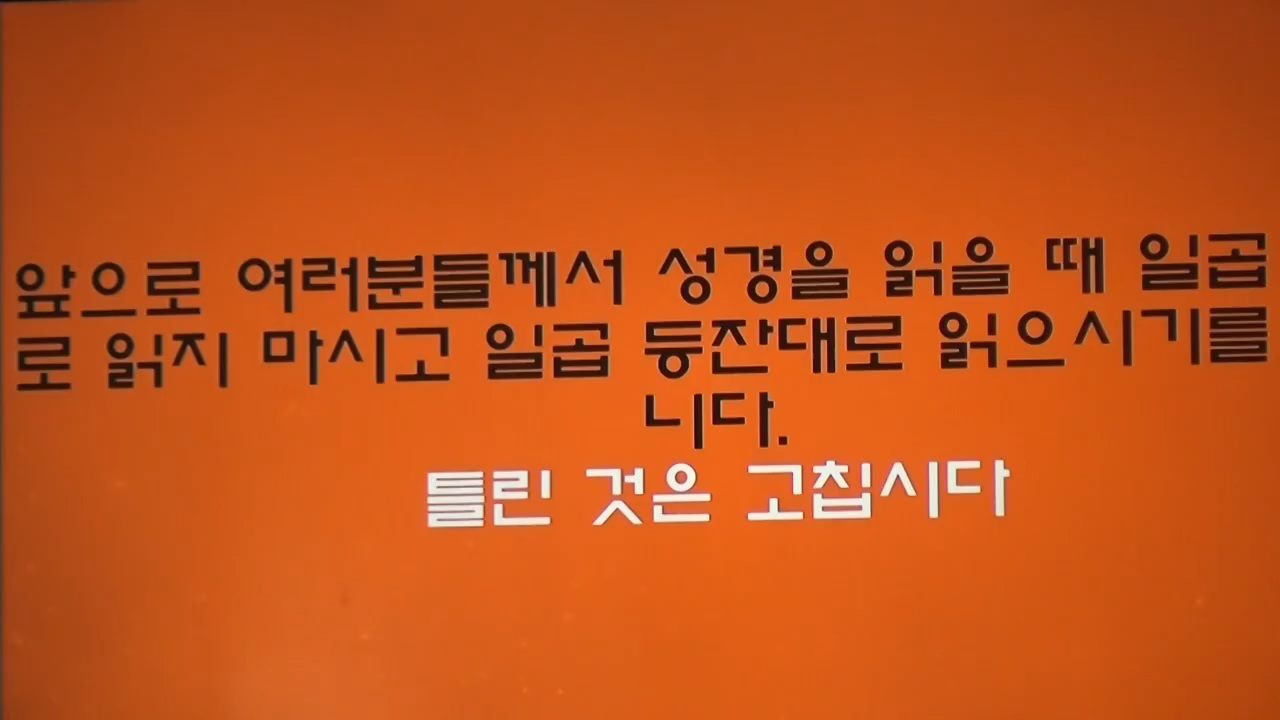 앞으로 여러분들께서 성경을 읽을 때 일곱
로 읽지 마시고 일곱 등잔대로 읽으시기를
니다.
틀린 것은 고칩시다